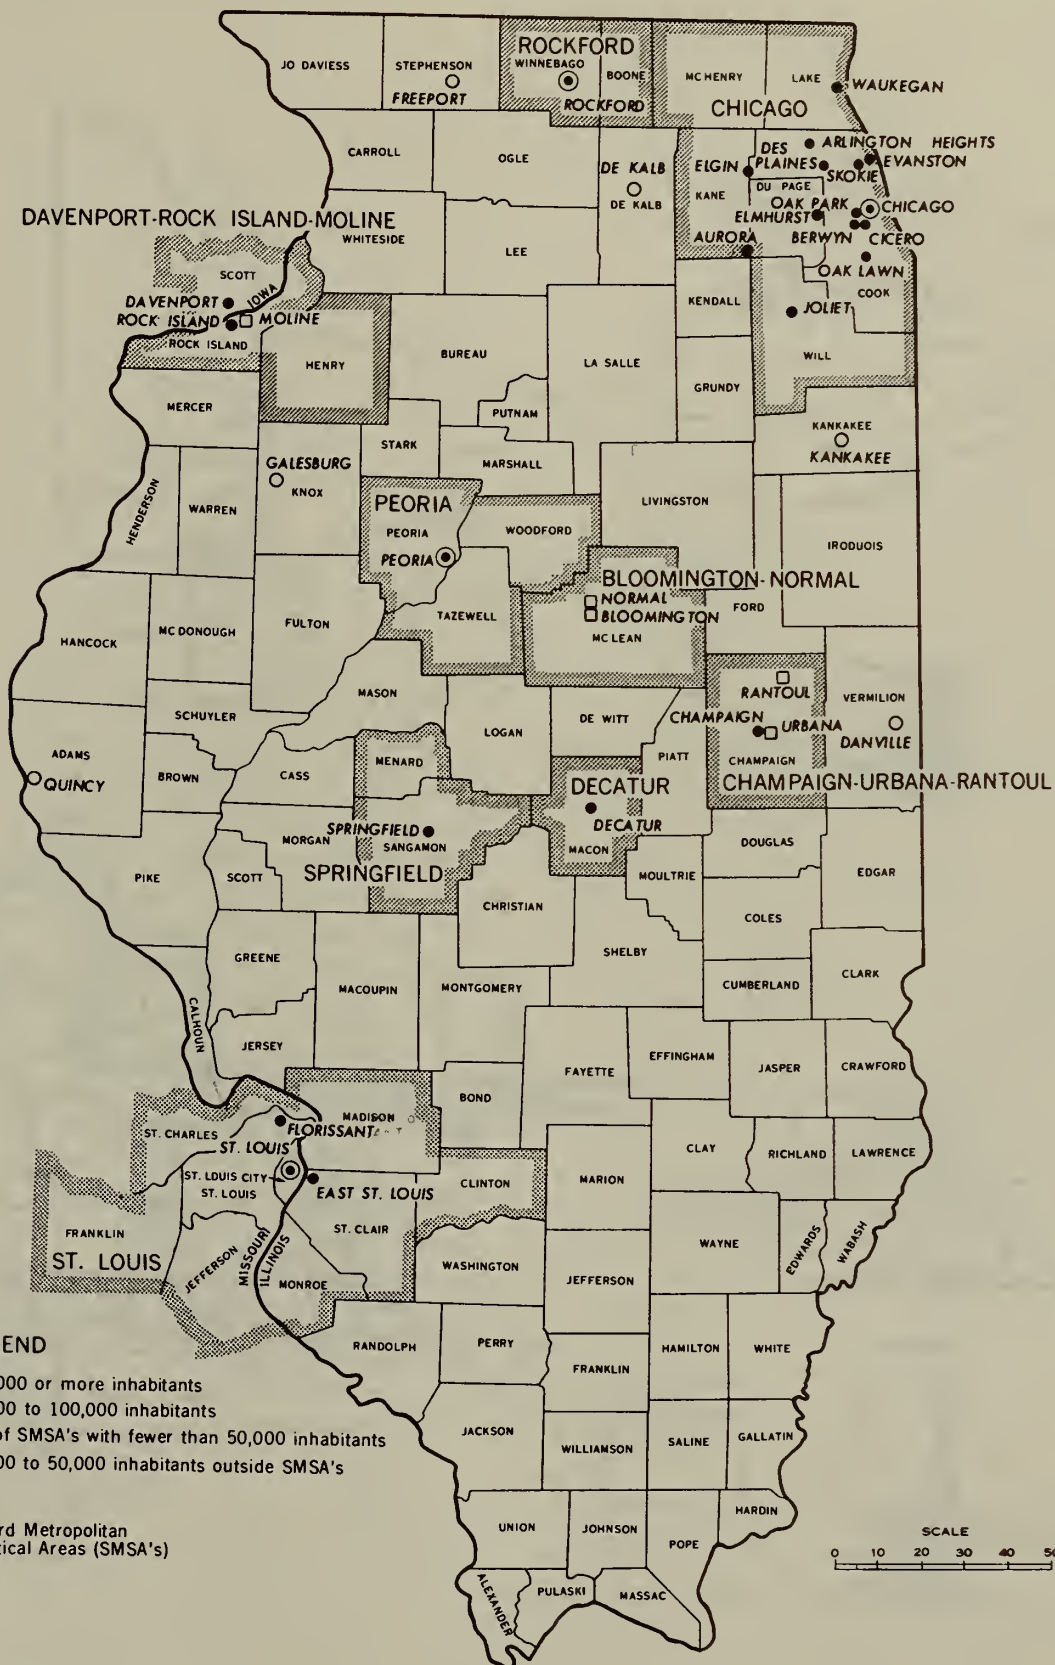 ROCKFORD
JO DAVIESS
STEPHENSON
WINNEBAGO
BOONE
MC HENRY
LAKE
FREEPORT
ROCKFORD
CHICAGO
WAUKEGAN
CARROLL
OGLE
DE KALB
DE KALB
ELGIN
KANE
DES
PLAINES
ARLINGTON HEIGHTS
EVANSTON
SKOKIE
DU PAGE
OAK PARK
CHICAGO
ELMHURST
AURORA
BERWYN
CICERO
OAK LAWN
COOK
DAVENPORT-ROCK ISLAND-MOLINE
WHITESIDE
LEE
SCOTT
IOWA
DAVENPORT
ROCK ISLAND
MOLINE
ROCK ISLAND
HENRY
BUREAU
LA SALLE
KENDALL
JOLIET
WILL
GRUNDY
MERCER
PUTNAM
STARK
MARSHALL
KANKAKEE
KANKAKEE
GALESBURG
KNOX
HENDERSON
WARREN
PEORIA
PEORIA
PEORIA
WOODFORD
LIVINGSTON
IRODUOIS
BLOOMINGTON-NORMAL
NORMAL
BLOOMINGTON
MC LEAN
FORD
HANCOCK
MC DONOUGH
FULTON
TAZEWELL
MASON
SCHUYLER
LOGAN
DE WITT
RANTOUL
CHAMPAIGN
URBANA
CHAMPAIGN
VERMILION
DANVILLE
CHAMPAIGN-URBANA-RANTOUL
ADAMS
QUINCY
BROWN
CASS
MENARD
PIATT
DECATUR
DECATUR
MACON
MORGAN
SPRINGFIELD
SANGAMON
SPRINGFIELD
PIKE
SCOTT
CHRISTIAN
MOULTRIE
DOUGLAS
EDGAR
COLES
GREENE
MACOUPIN
MONTGOMERY
SHELBY
CUMBERLAND
CLARK
CALHOUN
JERSEY
FAYETTE
EFFINGHAM
JASPER
CRAWFORD
BOND
MADISON
ST. CHARLES
FLORISSANT
ST. LOUIS
ST. LOUIS CITY
ST. LOUIS
EAST ST. LOUIS
CLINTON
MARION
CLAY
RICHLAND
LAWRENCE
FRANKLIN
ST. LOUIS
JEFFERSON
MISSOURI
ILLINOIS
ST. CLAIR
MONROE
WASHINGTON
JEFFERSON
WAYNE
EDWARDS
WABASH
RANDOLPH
PERRY
FRANKLIN
HAMILTON
WHITE
JACKSON
WILLIAMSON
SALINE
GALLATIN
UNION
JOHNSON
POPE
HARDIN
ALEXANDER
PULASKI
MASSAC
END
000 or more inhabitants
00 to 100,000 inhabitants
of SMSA's with fewer than 50,000 inhabitants
00 to 50,000 inhabitants outside SMSA's
rd Metropolitan
tical Areas (SMSA's)
SCALE
0 10 20 30 40 50